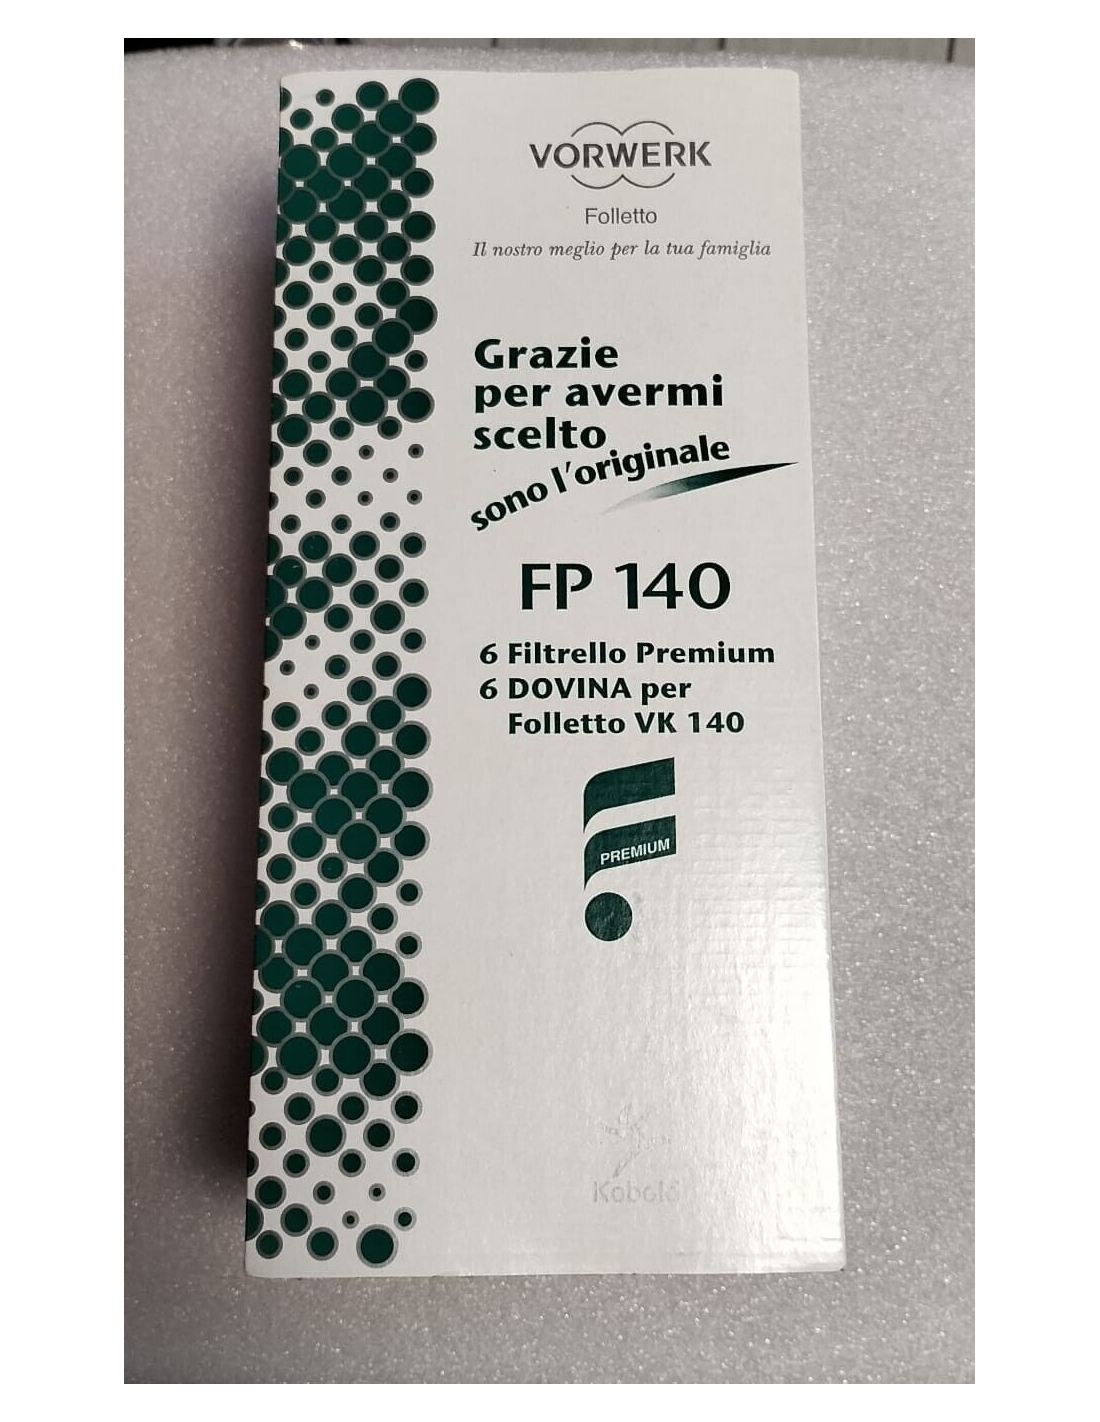 VORWERK
Folletto
Il nostro meglio per la tua famiglia
Grazie
per avermi
scelto
sono l'originale
FP 140
6 Filtrello Premium
6 DOVINA per
Folletto VK 140
PREMIUM
Kobold